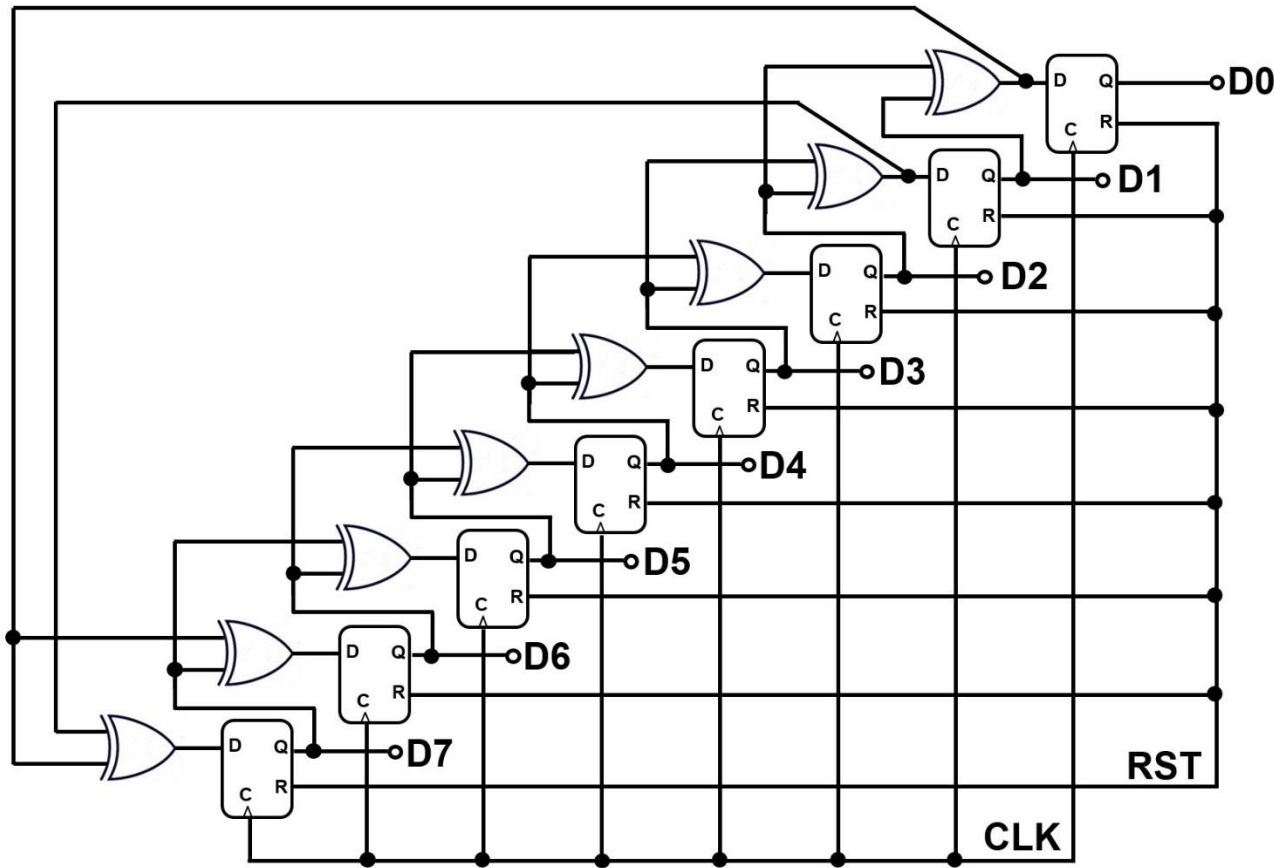 D Q D0
C R
D Q D1
C R
D Q D2
C R
D Q D3
C R
D Q D4
C R
D Q D5
C R
D Q D6
C R
D Q D7
C R
RST
CLK